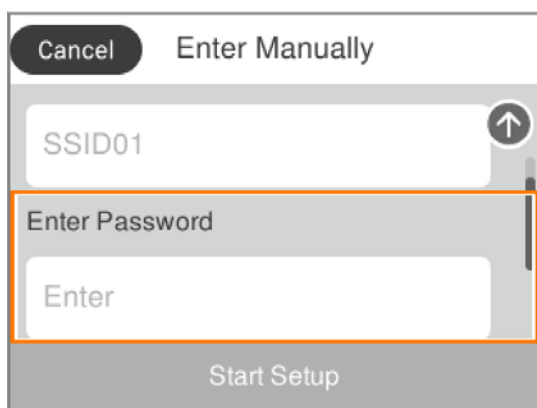 Cancel Enter Manually
SSID01
Enter Password
Enter
Start Setup